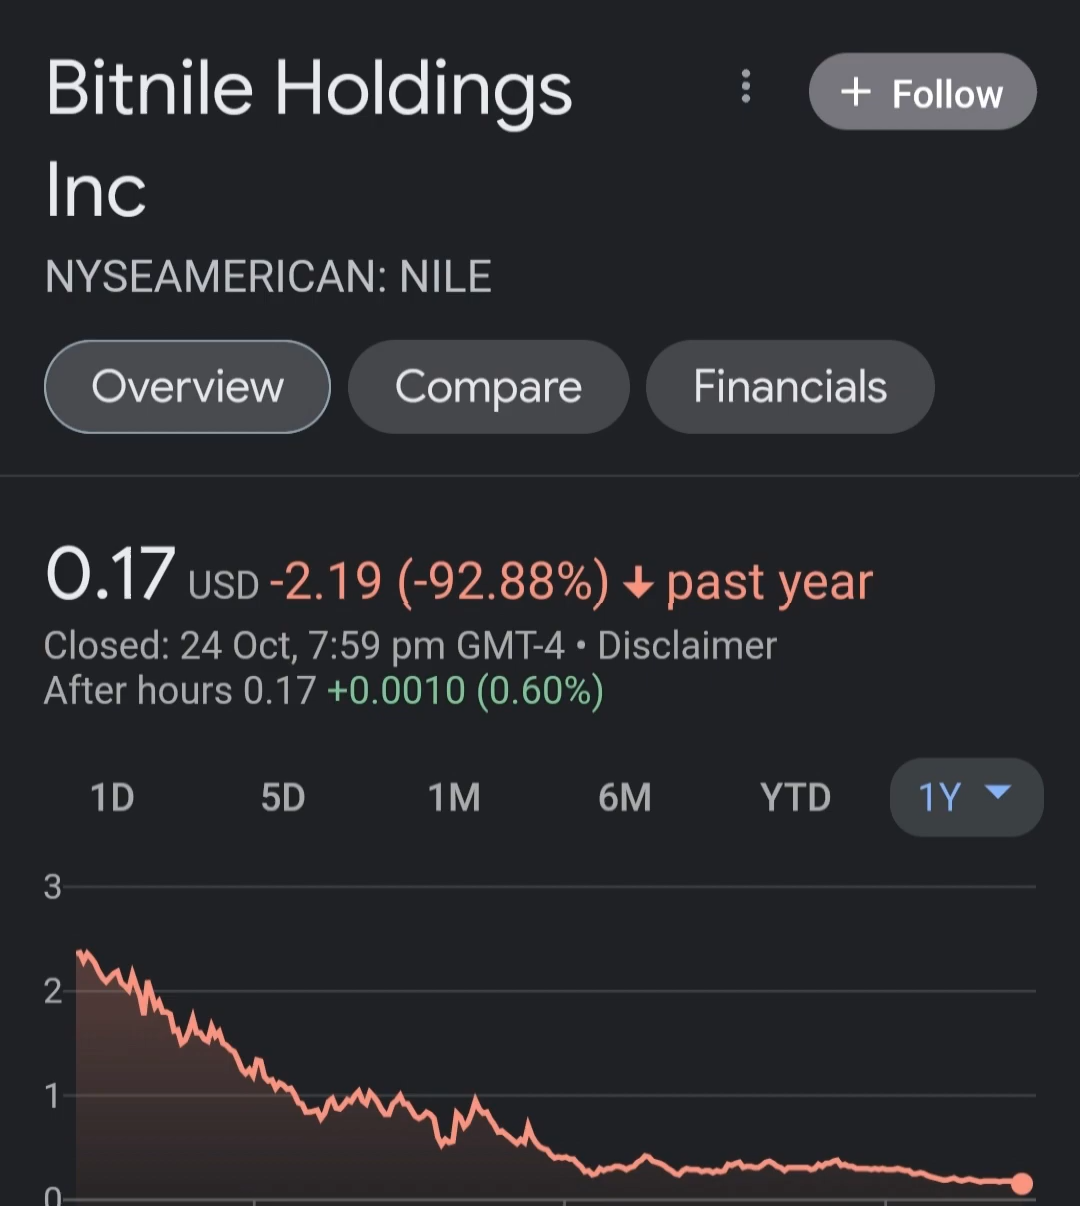 Bitnile Holdings
Inc
+ Follow
NYSEAMERICAN: NILE
Overview Compare Financials
0.17 USD -2.19 (-92.88%) ↓ past year
Closed: 24 Oct, 7:59 pm GMT-4 • Disclaimer
After hours 0.17 +0.0010 (0.60%)
1D 5D 1M 6M YTD 1Y
3
2
1
0